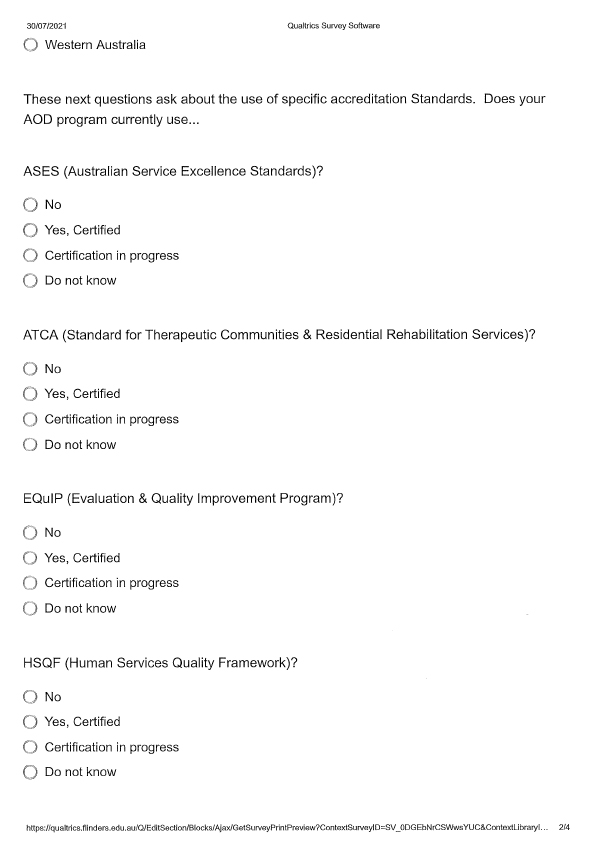 30/07/2021 Qualtrics Survey Software
Western Australia
These next questions ask about the use of specific accreditation Standards. Does your
AOD program currently use...
ASES (Australian Service Excellence Standards)?
No
Yes, Certified
Certification in progress
Do not know
ATCA (Standard for Therapeutic Communities & Residential Rehabilitation Services)?
No
Yes, Certified
Certification in progress
Do not know
EQuIP (Evaluation & Quality Improvement Program)?
No
Yes, Certified
Certification in progress
Do not know
HSQF (Human Services Quality Framework)?
No
Yes, Certified
Certification in progress
Do not know
https://qualtrics.flinders.edu.au/Q/EditSection/Blocks/Ajax/GetSurveyPrintPreview?ContextSurveyID=SV_0DGEbNrCSWwsYUC&ContextLibraryI... 2/4